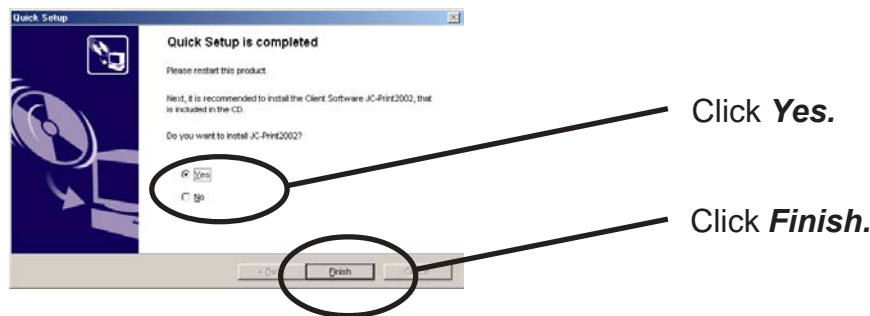 Quick Setup
Quick Setup is completed
Please restart this product.
Next, it is recommended to install the Client Software JC-Print2002, that
is included in the CD.
Do you want to install JC-Print2002?
Yes
No
Finish
Click Yes.
Click Finish.